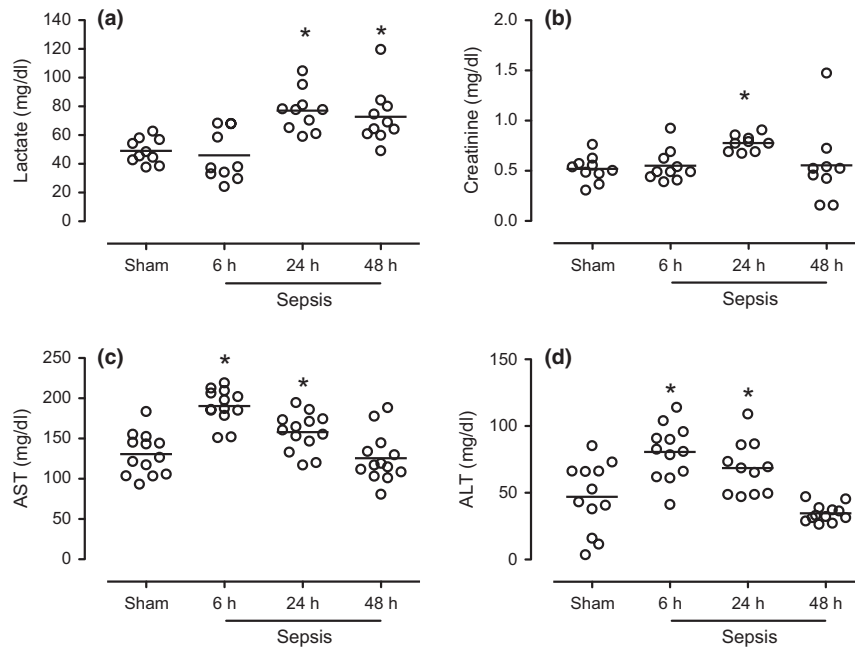 (a)
Lactate (mg/dl)
140
120
100
80
60
40
20
0
*
*
Sham
6 h
24 h
48 h
Sepsis
(b)
Creatinine (mg/dl)
2.0
1.5
1.0
0.5
0.0
*
Sham
6 h
24 h
48 h
Sepsis
(c)
AST (mg/dl)
250
200
150
100
50
0
*
*
Sham
6 h
24 h
48 h
Sepsis
(d)
ALT (mg/dl)
150
100
50
0
*
*
Sham
6 h
24 h
48 h
Sepsis